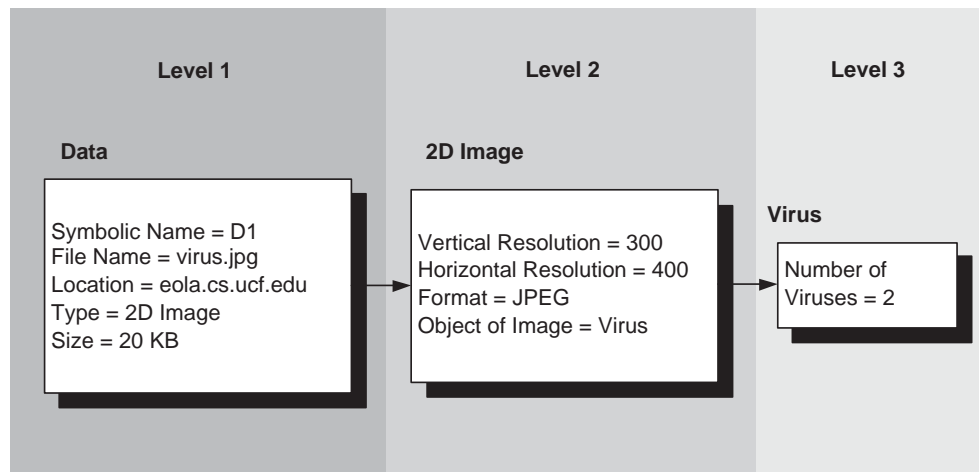 Level 1
Level 2
Level 3
Data
Symbolic Name = D1
File Name = virus.jpg
Location = eola.cs.ucf.edu
Type = 2D Image
Size = 20 KB
2D Image
Vertical Resolution = 300
Horizontal Resolution = 400
Format = JPEG
Object of Image = Virus
Virus
Number of
Viruses = 2